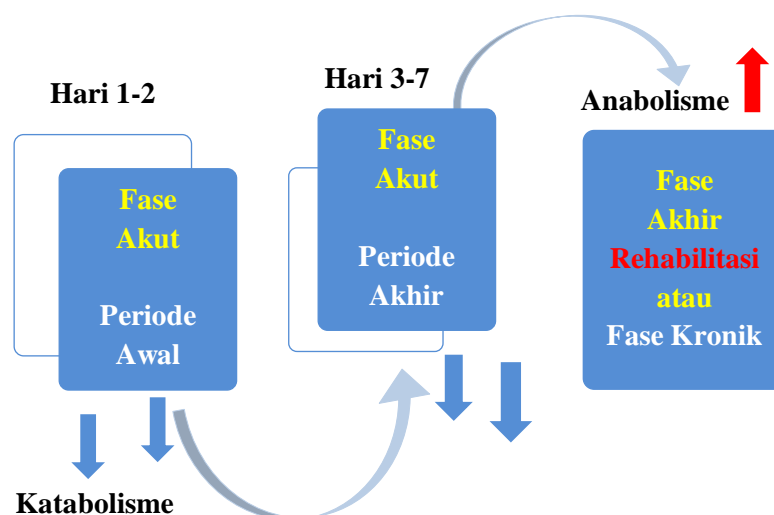 Hari 1-2
Fase
Akut
Periode
Awal
Katabolisme
Hari 3-7
Fase
Akut
Periode
Akhir
Anabolisme
Fase
Akhir
Rehabilitasi
atau
Fase Kronik